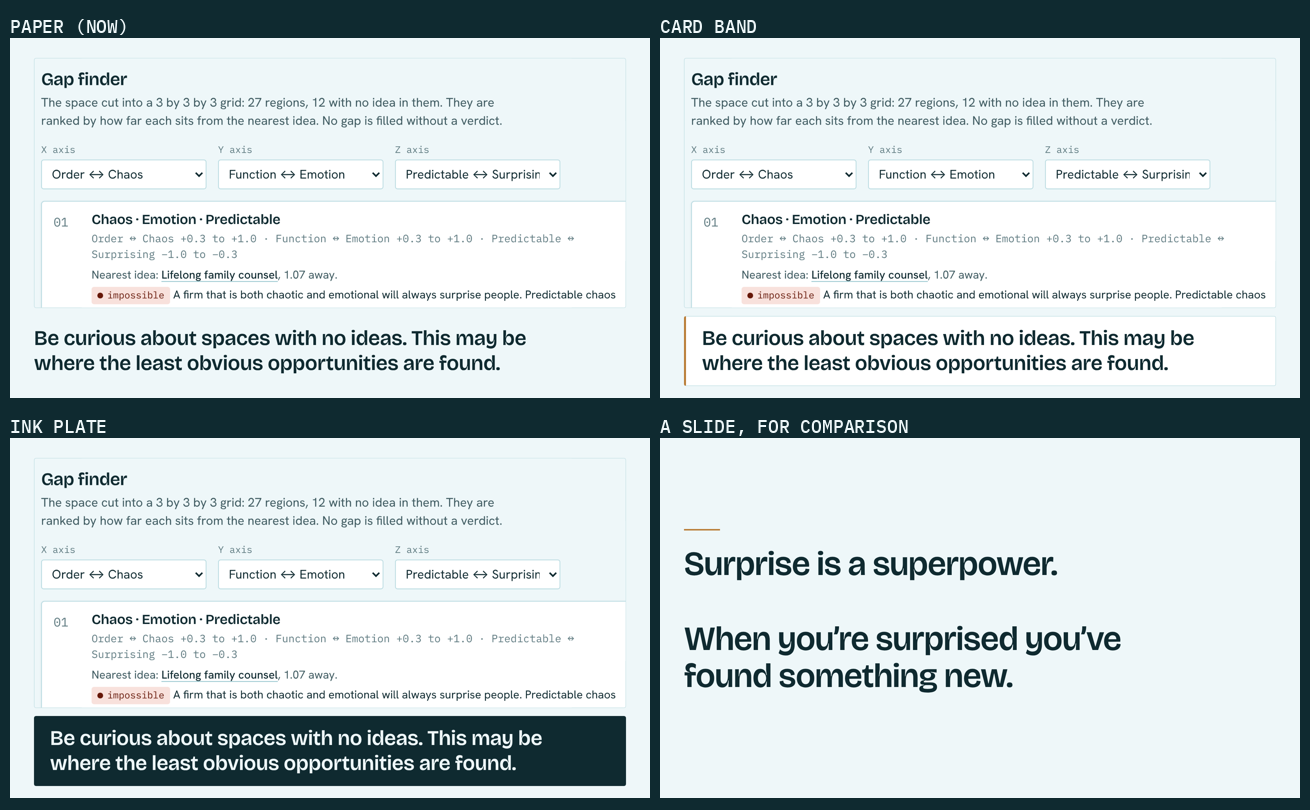 PAPER (NOW)
Gap finder
The space cut into a 3 by 3 by 3 grid: 27 regions, 12 with no idea in them. They are
ranked by how far each sits from the nearest idea. No gap is filled without a verdict.
X axis
Y axis
Z axis
Order ↔ Chaos
Function ↔ Emotion
Predictable ↔ Surprisin
01
Chaos · Emotion · Predictable
Order ↔ Chaos +0.3 to +1.0 · Function ↔ Emotion +0.3 to +1.0 · Predictable ↔
Surprising −1.0 to −0.3
Nearest idea: Lifelong family counsel, 1.07 away.
● impossible A firm that is both chaotic and emotional will always surprise people. Predictable chaos
Be curious about spaces with no ideas. This may be
where the least obvious opportunities are found.
CARD BAND
Gap finder
The space cut into a 3 by 3 by 3 grid: 27 regions, 12 with no idea in them. They are
ranked by how far each sits from the nearest idea. No gap is filled without a verdict.
X axis
Y axis
Z axis
Order ↔ Chaos
Function ↔ Emotion
Predictable ↔ Surprisin
01
Chaos · Emotion · Predictable
Order ↔ Chaos +0.3 to +1.0 · Function ↔ Emotion +0.3 to +1.0 · Predictable ↔
Surprising −1.0 to −0.3
Nearest idea: Lifelong family counsel, 1.07 away.
● impossible A firm that is both chaotic and emotional will always surprise people. Predictable chaos
Be curious about spaces with no ideas. This may be
where the least obvious opportunities are found.
INK PLATE
Gap finder
The space cut into a 3 by 3 by 3 grid: 27 regions, 12 with no idea in them. They are
ranked by how far each sits from the nearest idea. No gap is filled without a verdict.
X axis
Y axis
Z axis
Order ↔ Chaos
Function ↔ Emotion
Predictable ↔ Surprisin
01
Chaos · Emotion · Predictable
Order ↔ Chaos +0.3 to +1.0 · Function ↔ Emotion +0.3 to +1.0 · Predictable ↔
Surprising −1.0 to −0.3
Nearest idea: Lifelong family counsel, 1.07 away.
● impossible A firm that is both chaotic and emotional will always surprise people. Predictable chaos
Be curious about spaces with no ideas. This may be
where the least obvious opportunities are found.
A SLIDE, FOR COMPARISON
Surprise is a superpower.
When you’re surprised you’ve
found something new.